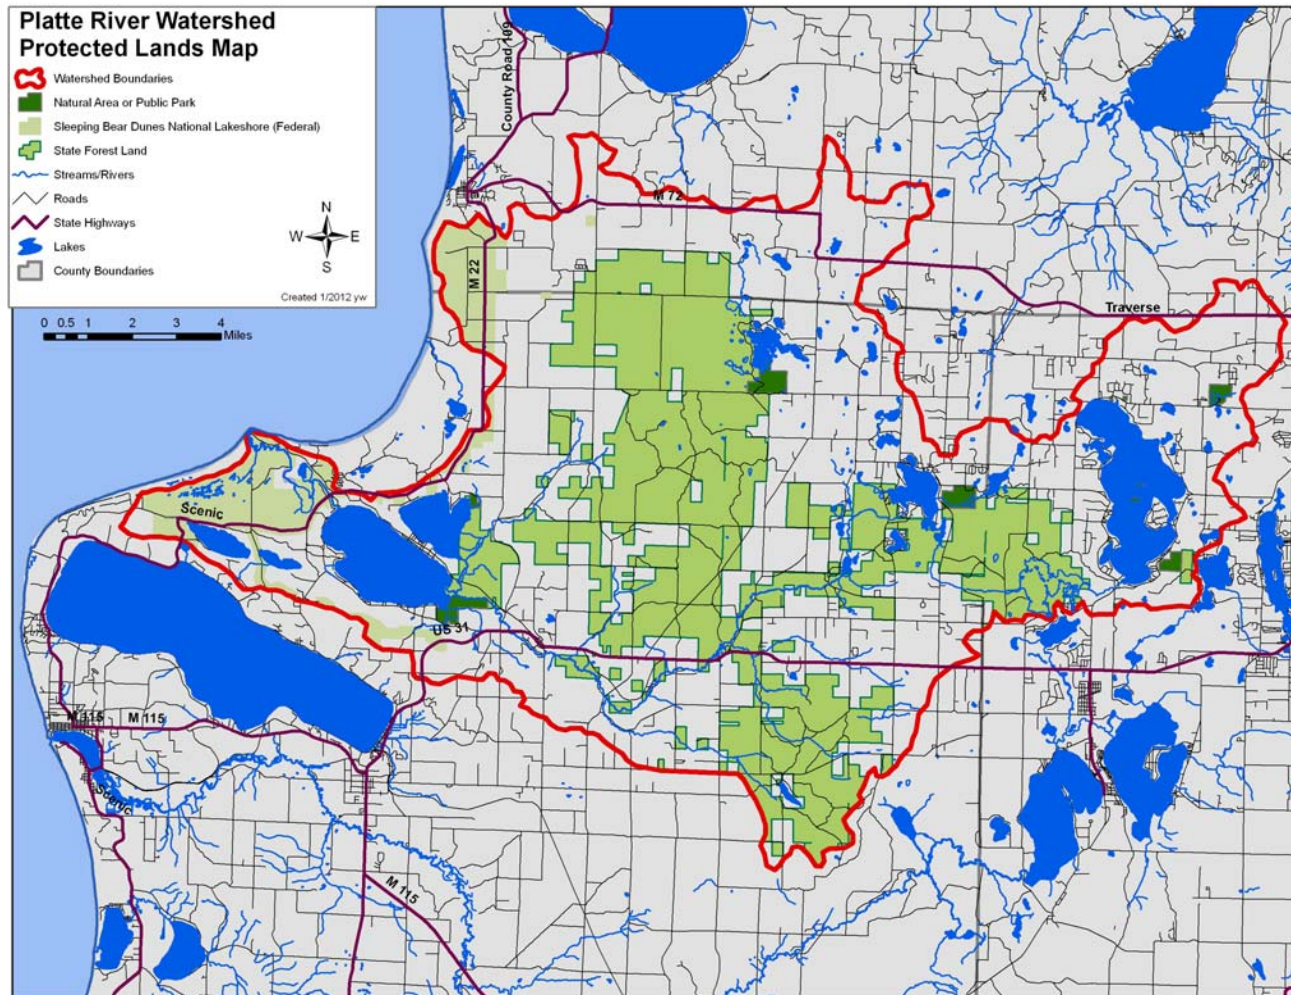 Platte River Watershed
Protected Lands Map
Watershed Boundaries
Natural Area or Public Park
Sleeping Bear Dunes National Lakeshore (Federal)
State Forest Land
Streams/Rivers
Roads
State Highways
Lakes
County Boundaries
N
W E
S
Created 1/2012 yw
0 0.5 1 2 3 4
Miles
County Road 109
M 72
M 22
Traverse
Scenic
US 31
M 115
M 115
Scenic
M 115